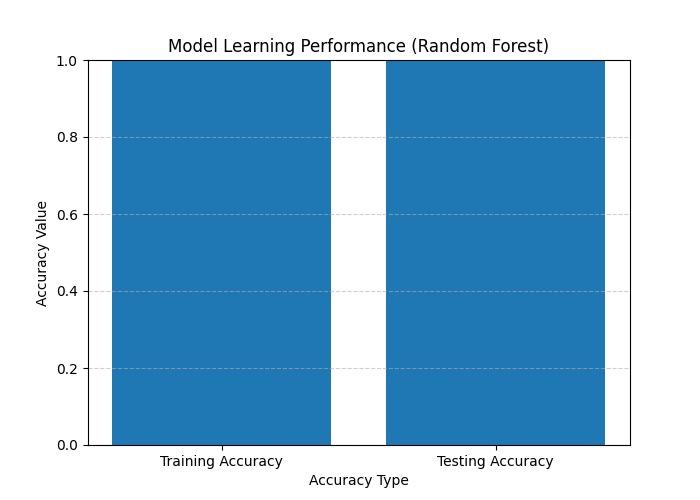 Model Learning Performance (Random Forest)
1.0
0.8
0.6
0.4
0.2
0.0
Accuracy Value
Training Accuracy
Testing Accuracy
Accuracy Type